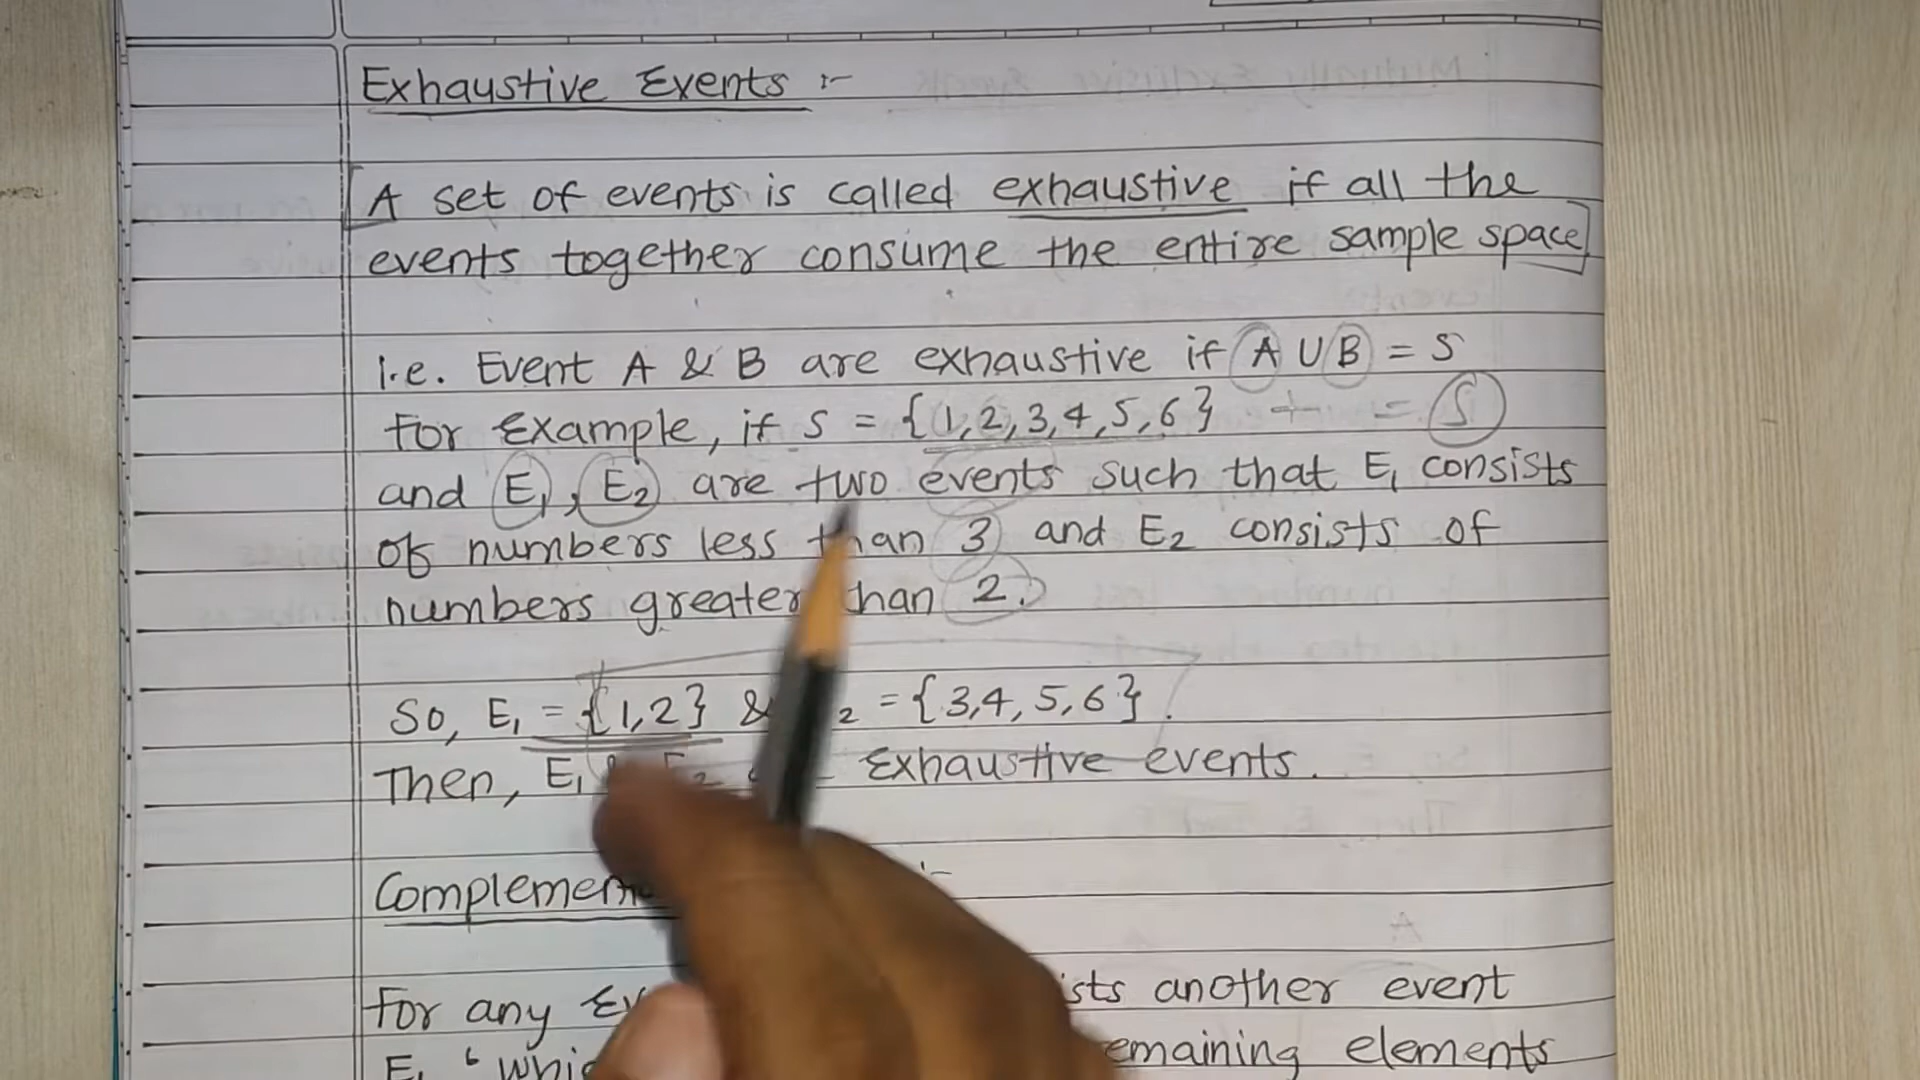 Exhaustive Events :-
A set of events is called exhaustive if all the
events together consume the entire sample space
i.e. Event A & B are exhaustive if A ∪ B = S
For Example, if S = {1,2,3,4,5,6} + = S
and E₁, E₂ are two events such that E₁ consists
of numbers less than 3 and E₂ consists of
numbers greater than 2.
So, E₁ = {1,2} & ₂ = {3,4,5,6}.
Then, E₁ Exhaustive events.
For any another event
E₁ remaining elements